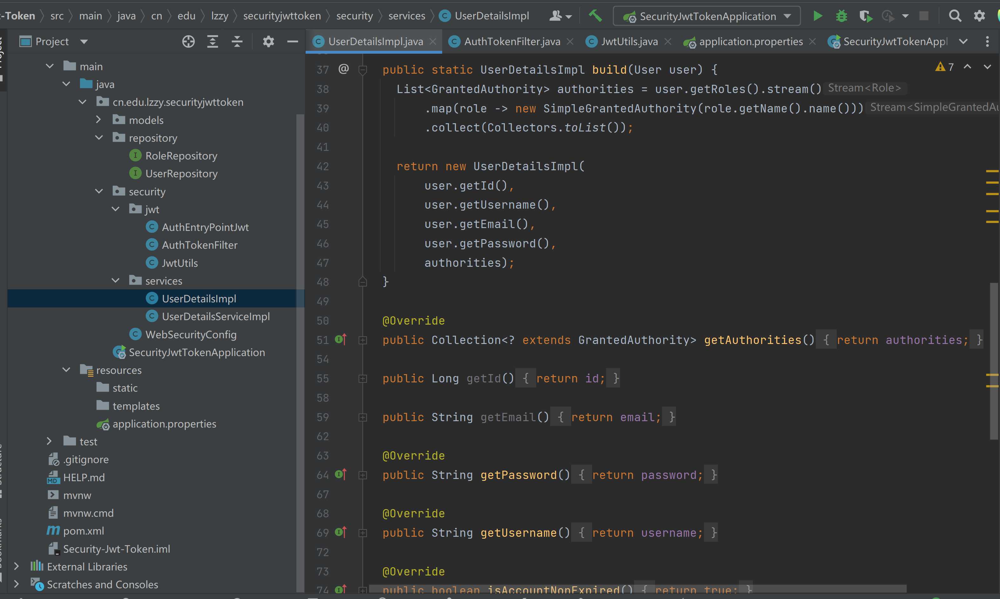 -Token src main java cn edu lzzy securityjwttoken security services UserDetailsImpl SecurityJwtTokenApplication
Project
UserDetailsImpl.java AuthTokenFilter.java JwtUtils.java application.properties SecurityJwtTokenAppl
main
java
cn.edu.lzzy.securityjwttoken
models
repository
RoleRepository
UserRepository
security
jwt
AuthEntryPointJwt
AuthTokenFilter
JwtUtils
services
UserDetailsImpl
UserDetailsServiceImpl
WebSecurityConfig
SecurityJwtTokenApplication
resources
static
templates
application.properties
test
.gitignore
HELP.md
mvnw
mvnw.cmd
pom.xml
Security-Jwt-Token.iml
External Libraries
Scratches and Consoles
7
37 @ public static UserDetailsImpl build(User user) {
38 List<GrantedAuthority> authorities = user.getRoles().stream() Stream<Role>
39 .map(role -> new SimpleGrantedAuthority(role.getName().name())) Stream<SimpleGrantedAu
40 .collect(Collectors.toList());
41
42 return new UserDetailsImpl(
43 user.getId(),
44 user.getUsername(),
45 user.getEmail(),
46 user.getPassword(),
47 authorities);
48 }
49
50 @Override
51 public Collection<? extends GrantedAuthority> getAuthorities() { return authorities; }
54
55 public Long getId() { return id; }
58
59 public String getEmail() { return email; }
62
63 @Override
64 public String getPassword() { return password; }
67
68 @Override
69 public String getUsername() { return username; }
72
73 @Override
74 public boolean isAccountNonExpired() { return true; }